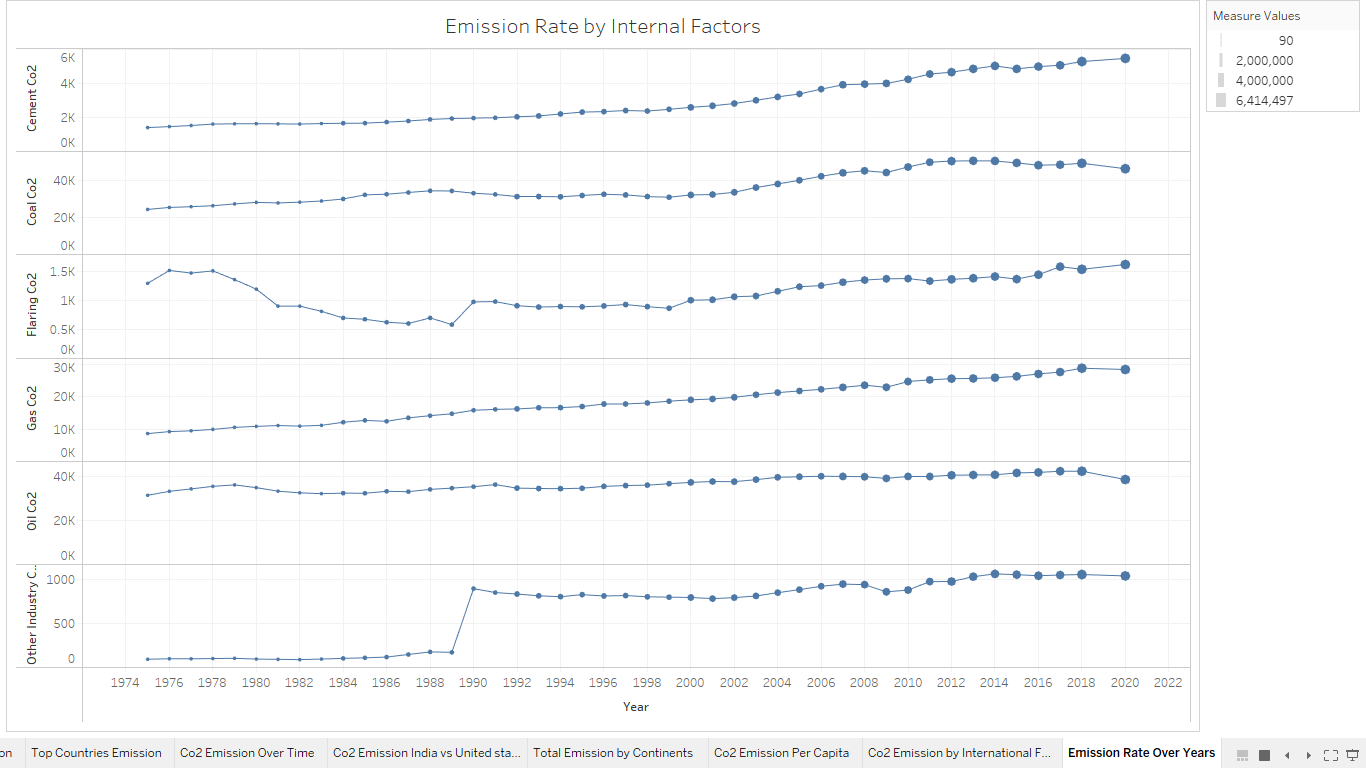 Emission Rate by Internal Factors
Measure Values
90
2,000,000
4,000,000
6,414,497
Cement Co2
6K
4K
2K
0K
Coal Co2
40K
20K
0K
Flaring Co2
1.5K
1K
0.5K
0K
Gas Co2
30K
20K
10K
0K
Oil Co2
40K
20K
0K
Other Industry C..
1000
500
0
1974 1976 1978 1980 1982 1984 1986 1988 1990 1992 1994 1996 1998 2000 2002 2004 2006 2008 2010 2012 2014 2016 2018 2020 2022
Year
on Top Countries Emission Co2 Emission Over Time Co2 Emission India vs United sta... Total Emission by Continents Co2 Emission Per Capita Co2 Emission by International F... Emission Rate Over Years